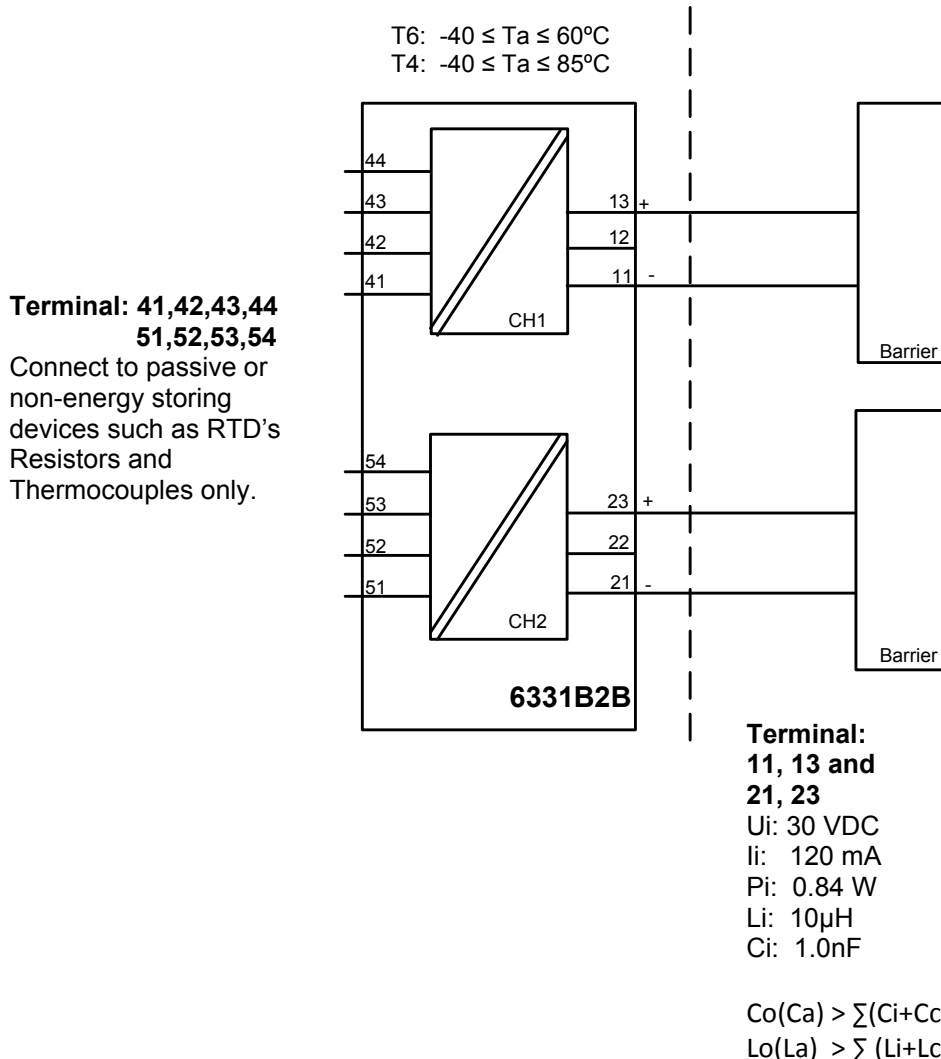 T6: -40 ≤ Ta ≤ 60ºC
T4: -40 ≤ Ta ≤ 85ºC
44
43
42
41
13 +
12
11 -
CH1
Barrier
Terminal: 41,42,43,44
51,52,53,54
Connect to passive or
non-energy storing
devices such as RTD’s
Resistors and
Thermocouples only.
54
53
52
51
23 +
22
21 -
CH2
Barrier
6331B2B
Terminal:
11, 13 and
21, 23
Ui: 30 VDC
Ii: 120 mA
Pi: 0.84 W
Li: 10µH
Ci: 1.0nF
Co(Ca) > ∑(Ci+Cc
Lo(La) > ∑ (Li+Lc